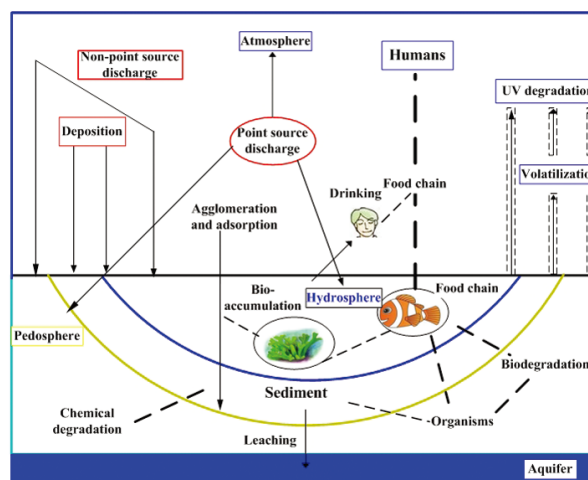 Atmosphere
Humans
Non-point source
discharge
UV degradation
Deposition
Point source
discharge
Volatilization
Drinking
Food chain
Agglomeration
and adsorption
Bio-
accumulation
Hydrosphere
Food chain
Pedosphere
Biodegradation
Sediment
Chemical
degradation
Organisms
Leaching
Aquifer